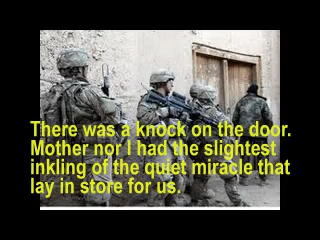 There was a knock on the door.
Mother nor I had the slightest
inkling of the quiet miracle that
lay in store for us.